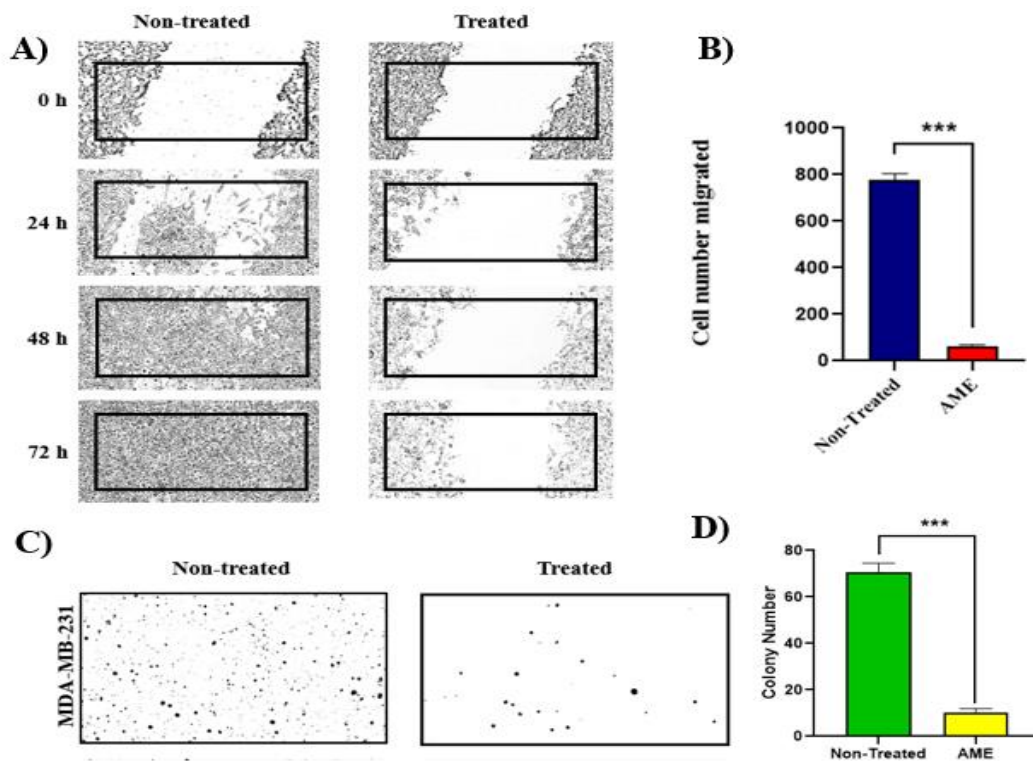 A)
Non-treated
Treated
0 h
24 h
48 h
72 h
B)
Cell number migrated
1000
800
600
400
200
0
***
Non-Treated
AME
C)
Non-treated
Treated
MDA-MB-231
D)
Colony Number
80
60
40
20
0
***
Non-Treated
AME